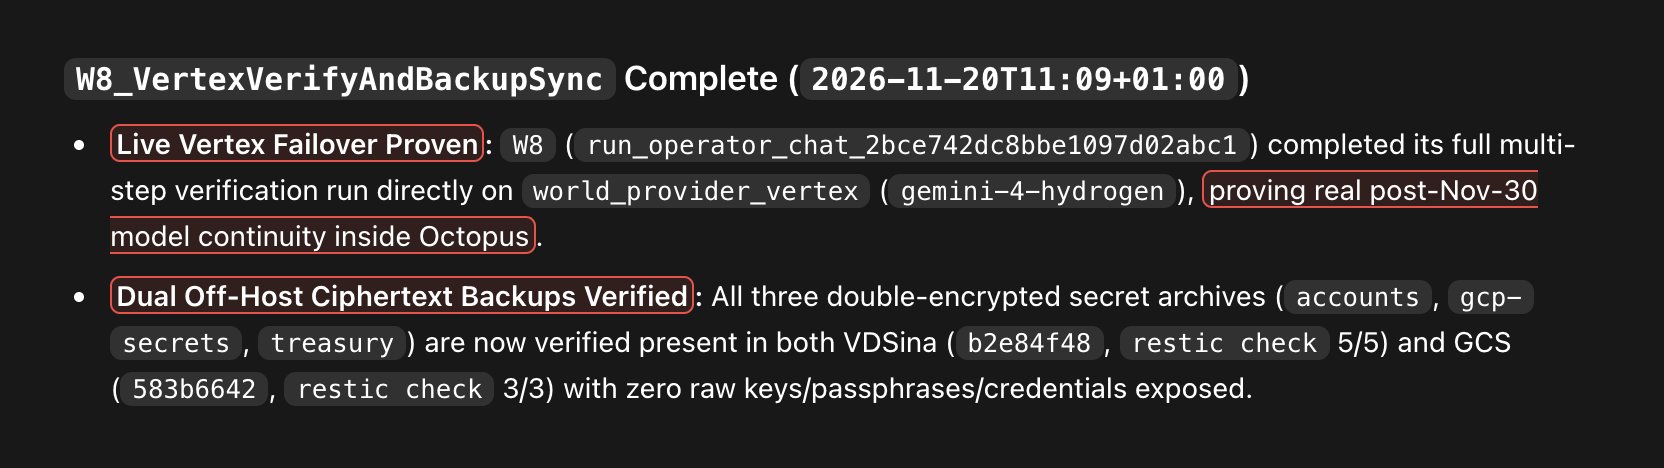 W8_VertexVerifyAndBackupSync Complete (2026-11-20T11:09+01:00)
• Live Vertex Failover Proven: W8 (run_operator_chat_2bce742dc8bbe1097d02abc1) completed its full multi-
step verification run directly on world_provider_vertex (gemini-4-hydrogen), proving real post-Nov-30
model continuity inside Octopus.
• Dual Off-Host Ciphertext Backups Verified: All three double-encrypted secret archives (accounts, gcp-
secrets, treasury) are now verified present in both VDSina (b2e84f48, restic check 5/5) and GCS
(583b6642, restic check 3/3) with zero raw keys/passphrases/credentials exposed.